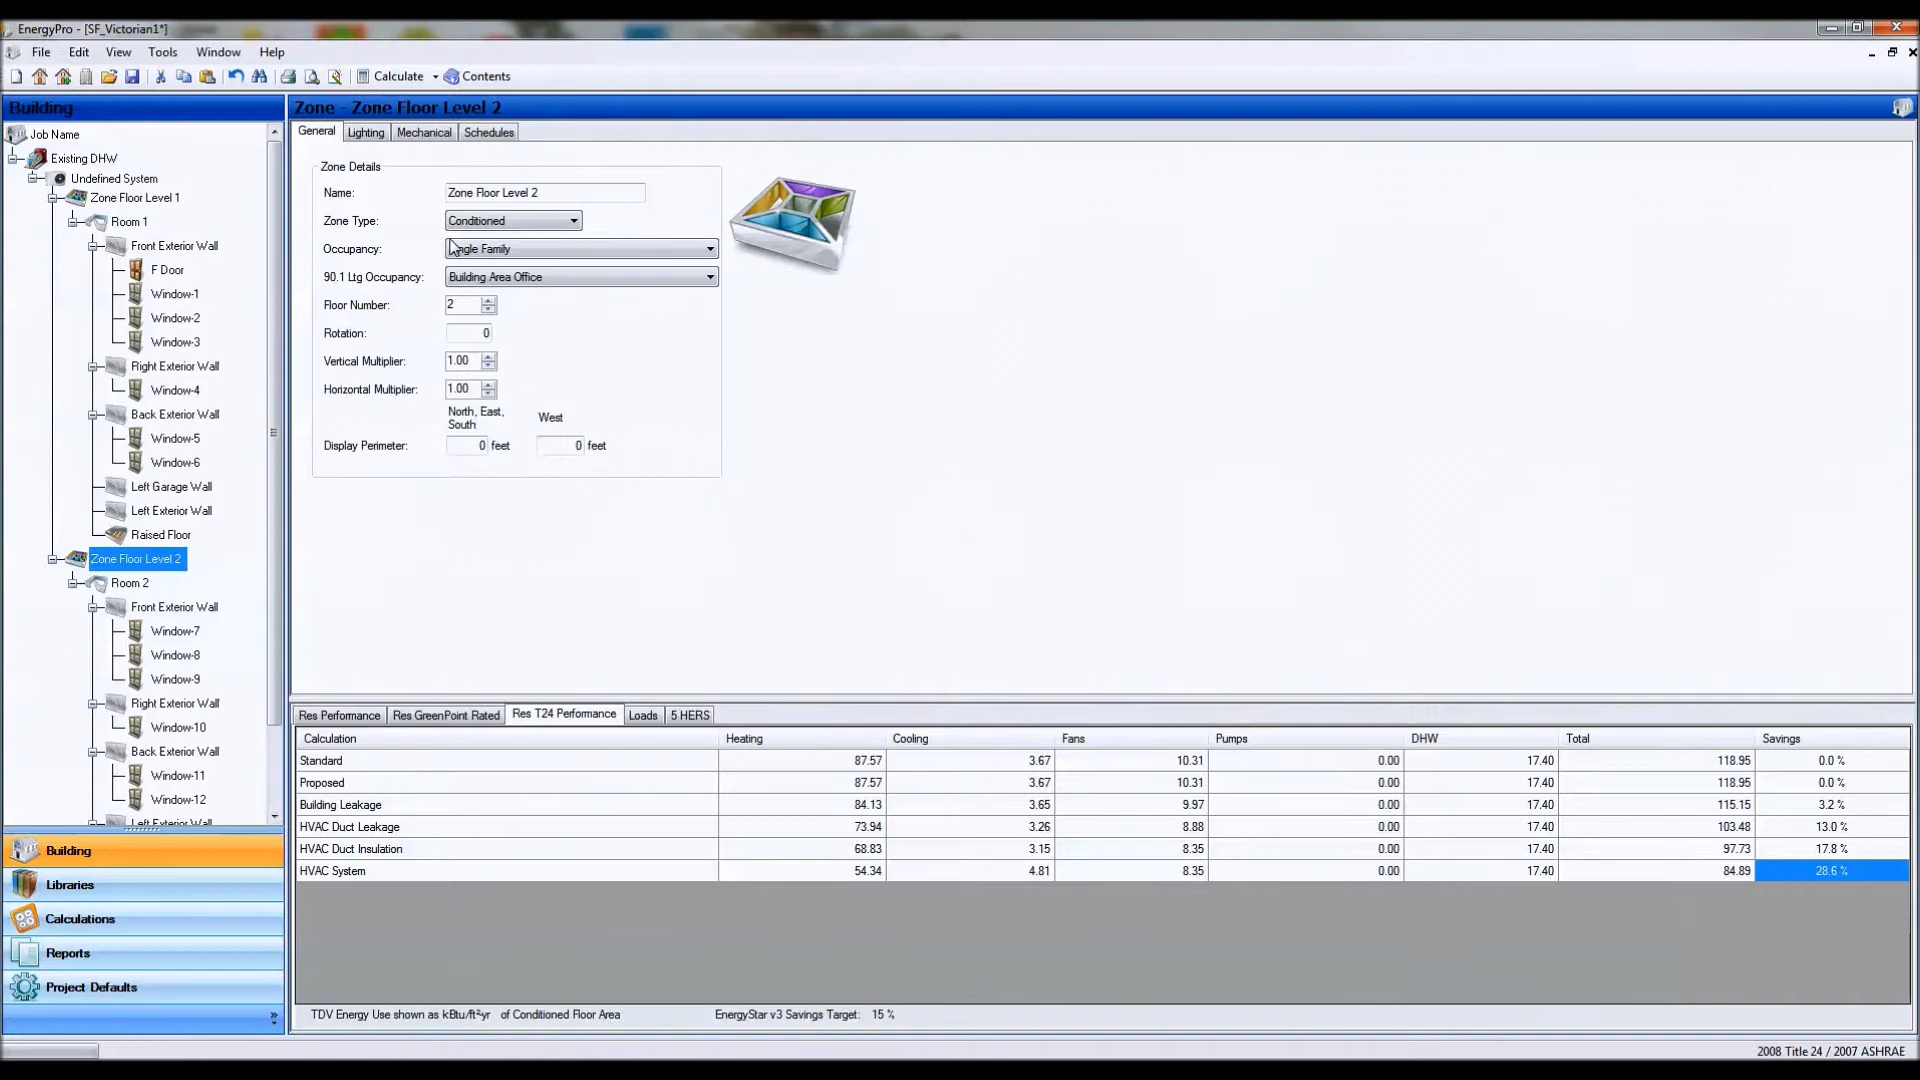 EnergyPro - [SF_Victorian1*]
File Edit View Tools Window Help
Calculate Contents
Building
Zone - Zone Floor Level 2
Job Name
Existing DHW
Undefined System
Zone Floor Level 1
Room 1
Front Exterior Wall
F Door
Window-1
Window-2
Window-3
Right Exterior Wall
Window-4
Back Exterior Wall
Window-5
Window-6
Left Garage Wall
Left Exterior Wall
Raised Floor
Zone Floor Level 2
Room 2
Front Exterior Wall
Window-7
Window-8
Window-9
Right Exterior Wall
Window-10
Back Exterior Wall
Window-11
Window-12
Left Exterior Wall
Building
Libraries
Calculations
Reports
Project Defaults
General Lighting Mechanical Schedules
Zone Details
Name: Zone Floor Level 2
Zone Type: Conditioned
Occupancy: Family
90.1 Ltg Occupancy: Building Area Office
Floor Number: 2
Rotation: 0
Vertical Multiplier: 1.00
Horizontal Multiplier: 1.00
North, East, South West
Display Perimeter: 0 feet 0 feet
Res Performance Res GreenPoint Rated Res T24 Performance Loads 5 HERS
Calculation Heating Cooling Fans Pumps DHW Total Savings
Standard 87.57 3.67 10.31 0.00 17.40 118.95 0.0 %
Proposed 87.57 3.67 10.31 0.00 17.40 118.95 0.0 %
Building Leakage 84.13 3.65 9.97 0.00 17.40 115.15 3.2 %
HVAC Duct Leakage 73.94 3.26 8.88 0.00 17.40 103.48 13.0 %
HVAC Duct Insulation 68.83 3.15 8.35 0.00 17.40 97.73 17.8 %
HVAC System 54.34 4.81 8.35 0.00 17.40 84.89 28.6 %
TDV Energy Use shown as kBtu/ft²yr of Conditioned Floor Area EnergyStar v3 Savings Target: 15 %
2008 Title 24 / 2007 ASHRAE